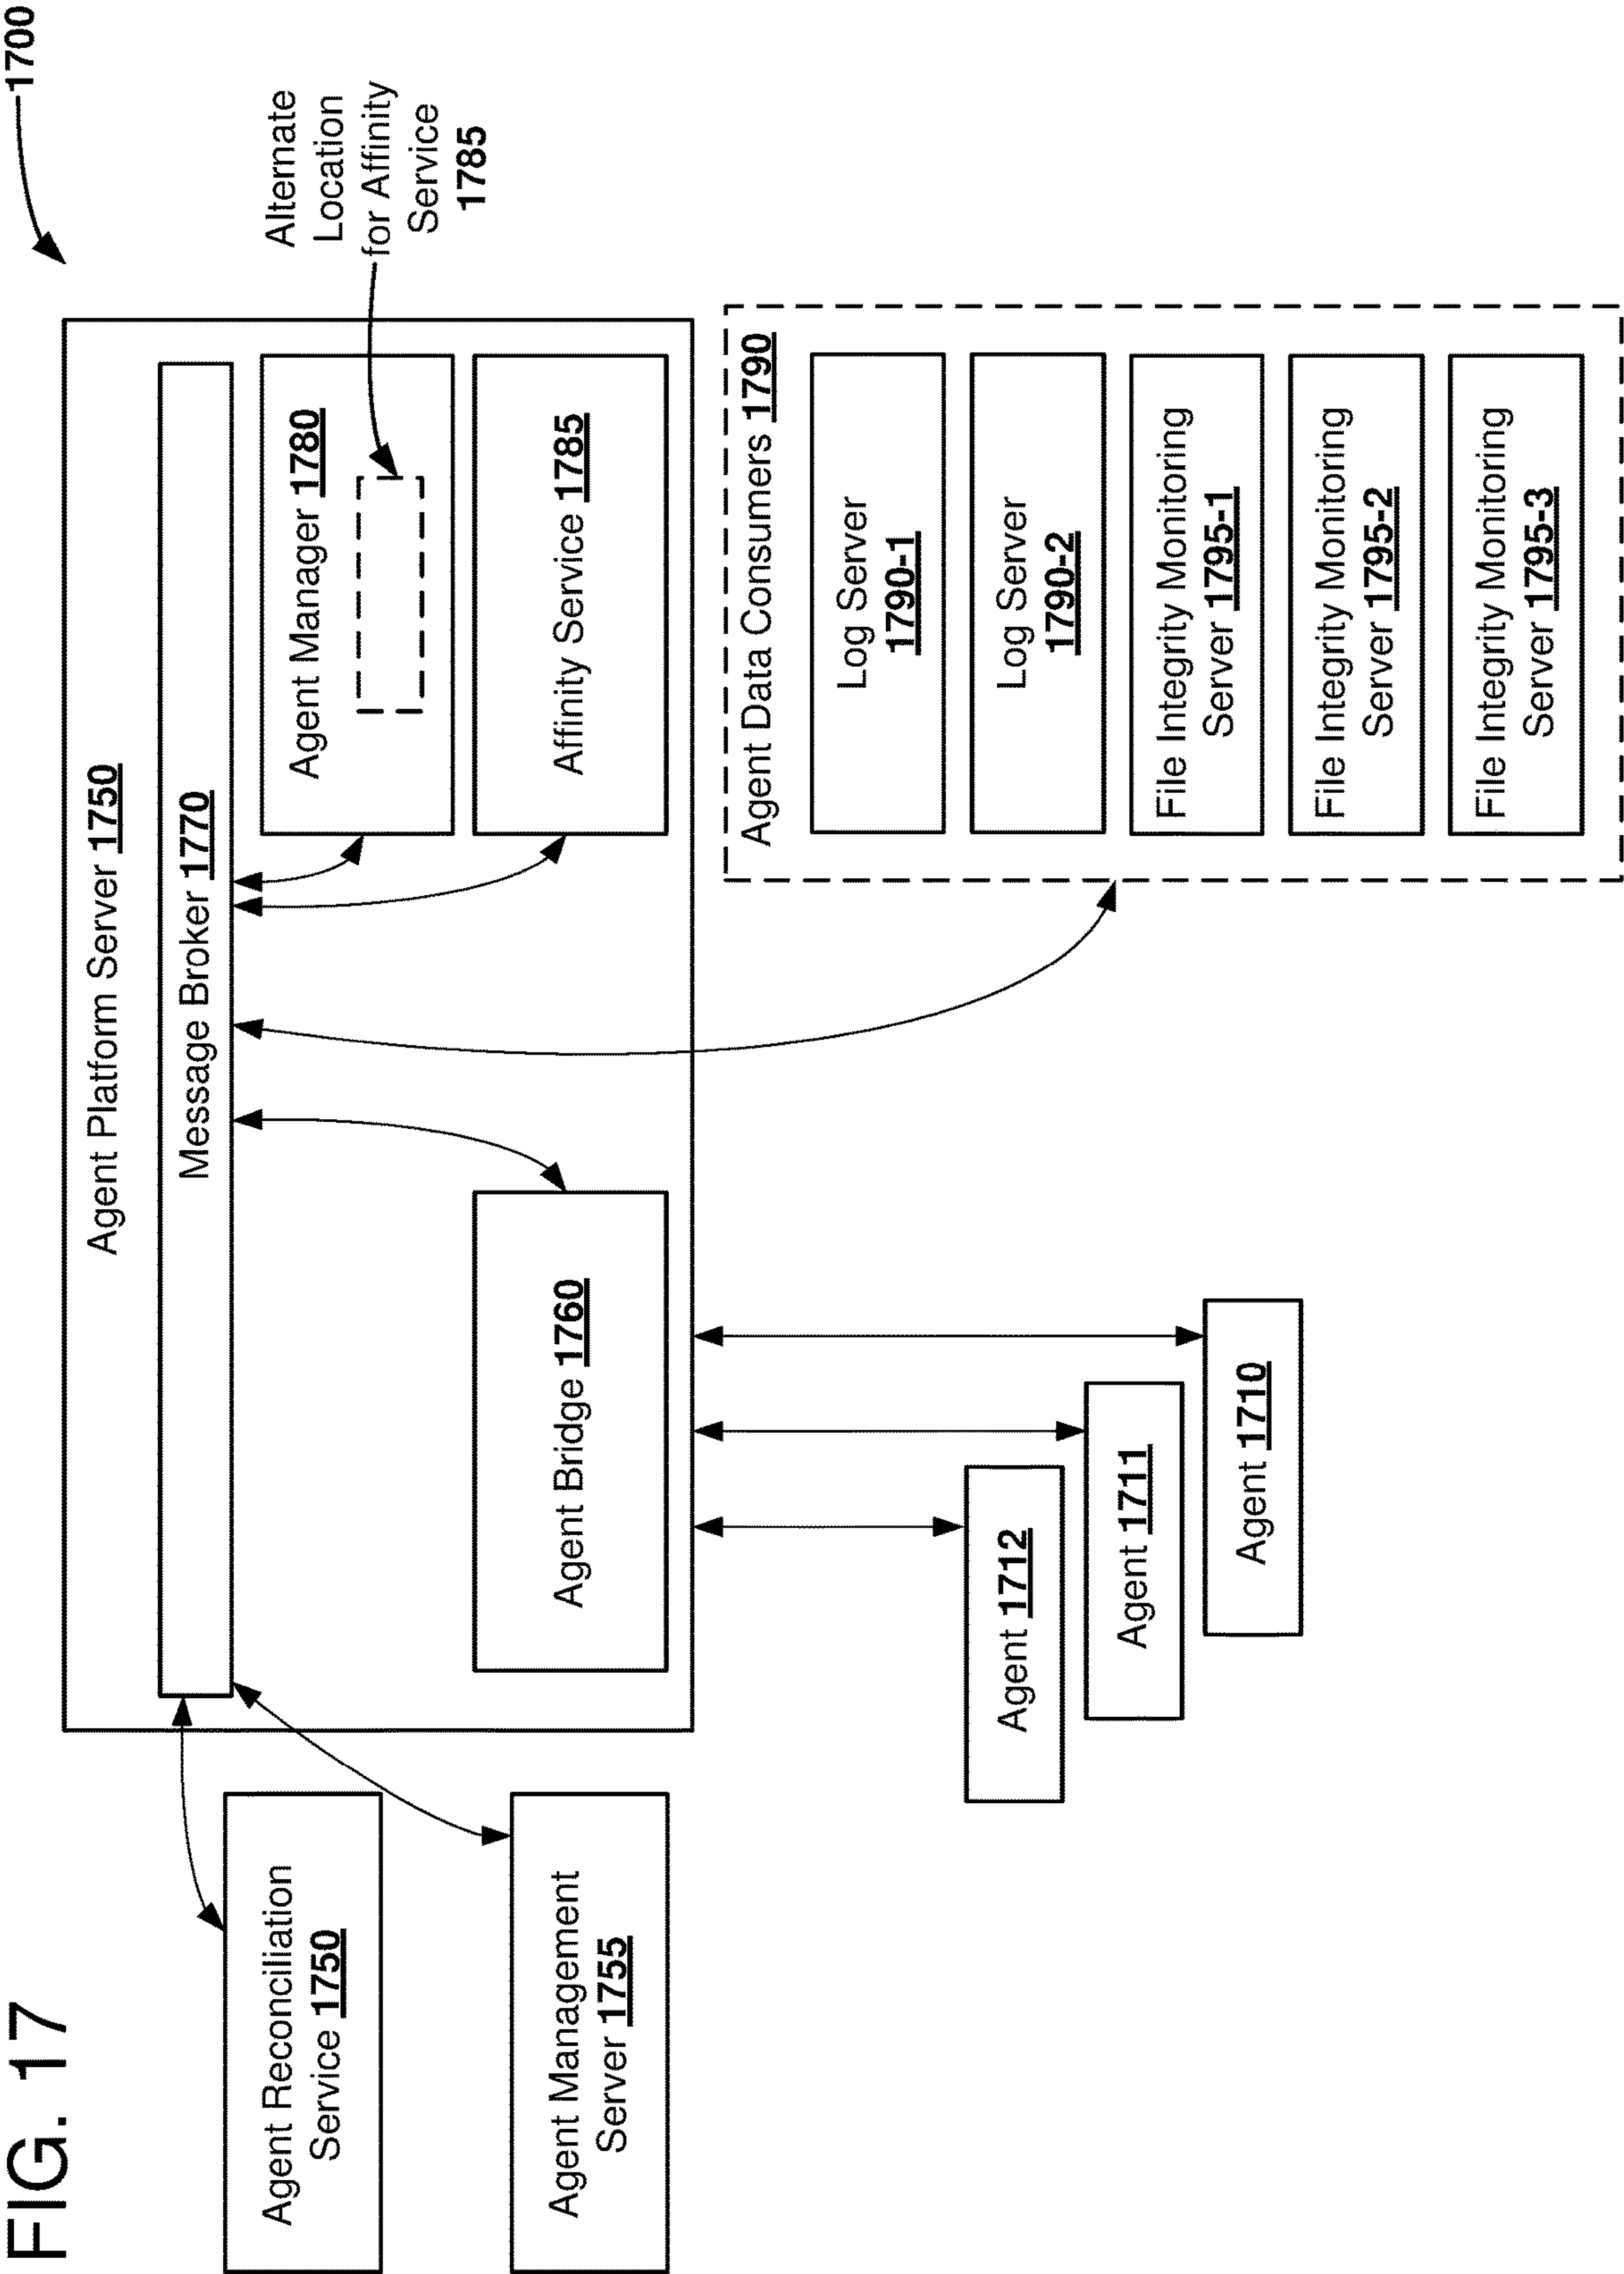 FIG. 17
1700
Agent Platform Server 1750
Message Broker 1770
Agent Reconciliation
Service 1750
Agent Management
Server 1755
Agent Bridge 1760
Agent Manager 1780
Affinity Service 1785
Alternate
Location
for Affinity
Service
1785
Agent 1712
Agent 1711
Agent 1710
Agent Data Consumers 1790
Log Server
1790-1
Log Server
1790-2
File Integrity Monitoring
Server 1795-1
File Integrity Monitoring
Server 1795-2
File Integrity Monitoring
Server 1795-3